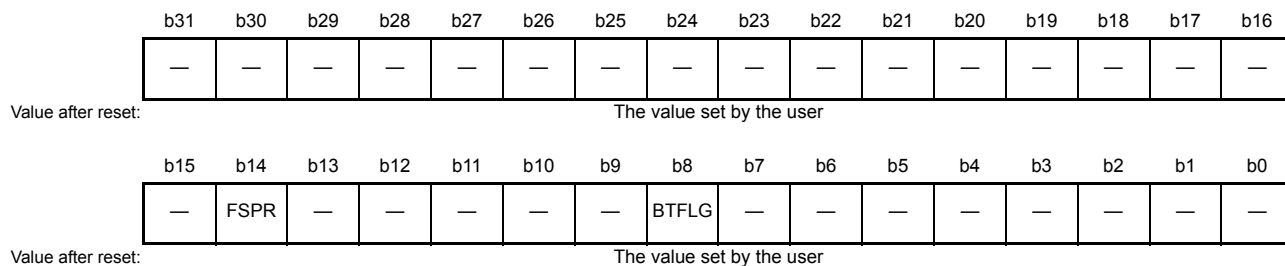 b31 b30 b29 b28 b27 b26 b25 b24 b23 b22 b21 b20 b19 b18 b17 b16
— — — — — — — — — — — — — — — —
Value after reset: The value set by the user
b15 b14 b13 b12 b11 b10 b9 b8 b7 b6 b5 b4 b3 b2 b1 b0
— FSPR — — — — — BTFLG — — — — — — — —
Value after reset: The value set by the user